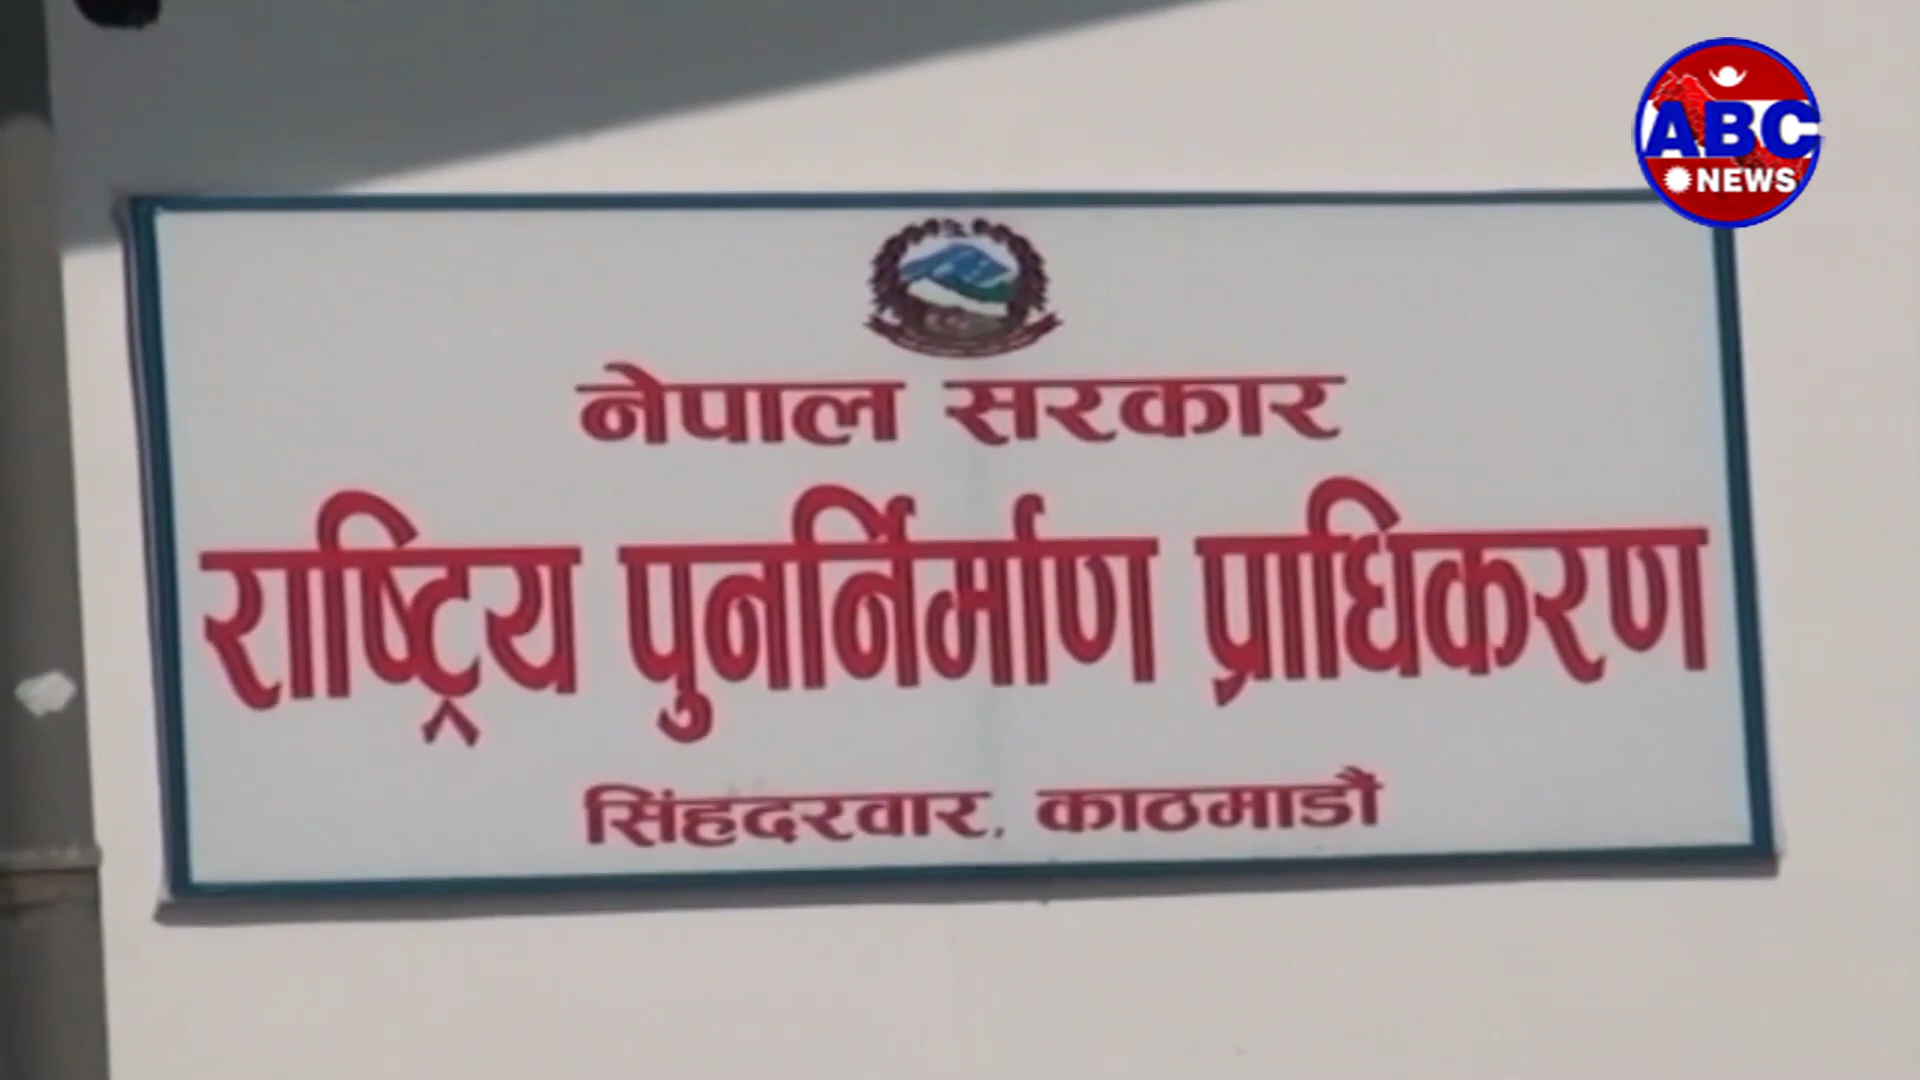 ABC
NEWS
नेपाल सरकार
राष्ट्रिय पुनर्निर्माण प्राधिकरण
सिंहदरवार, काठमाडौं